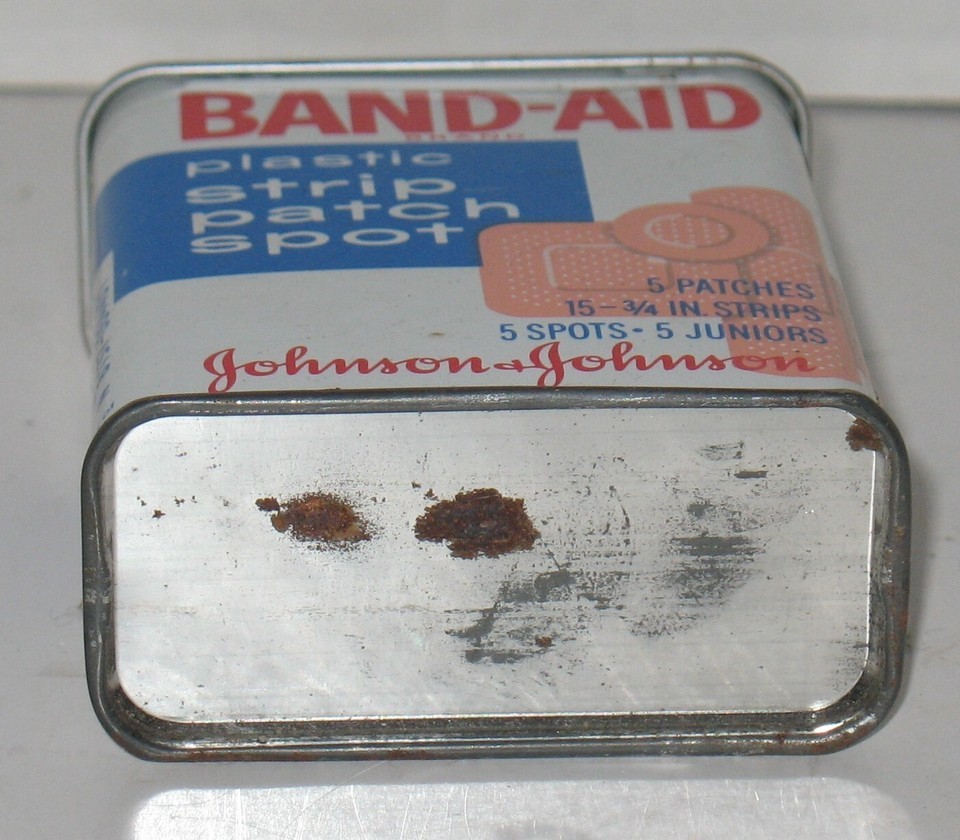 BAND-AID
BRAND
plastic
strip
patch
spot
5 PATCHES
15-3/4 IN. STRIPS
5 SPOTS• 5 JUNIORS
Johnson & Johnson